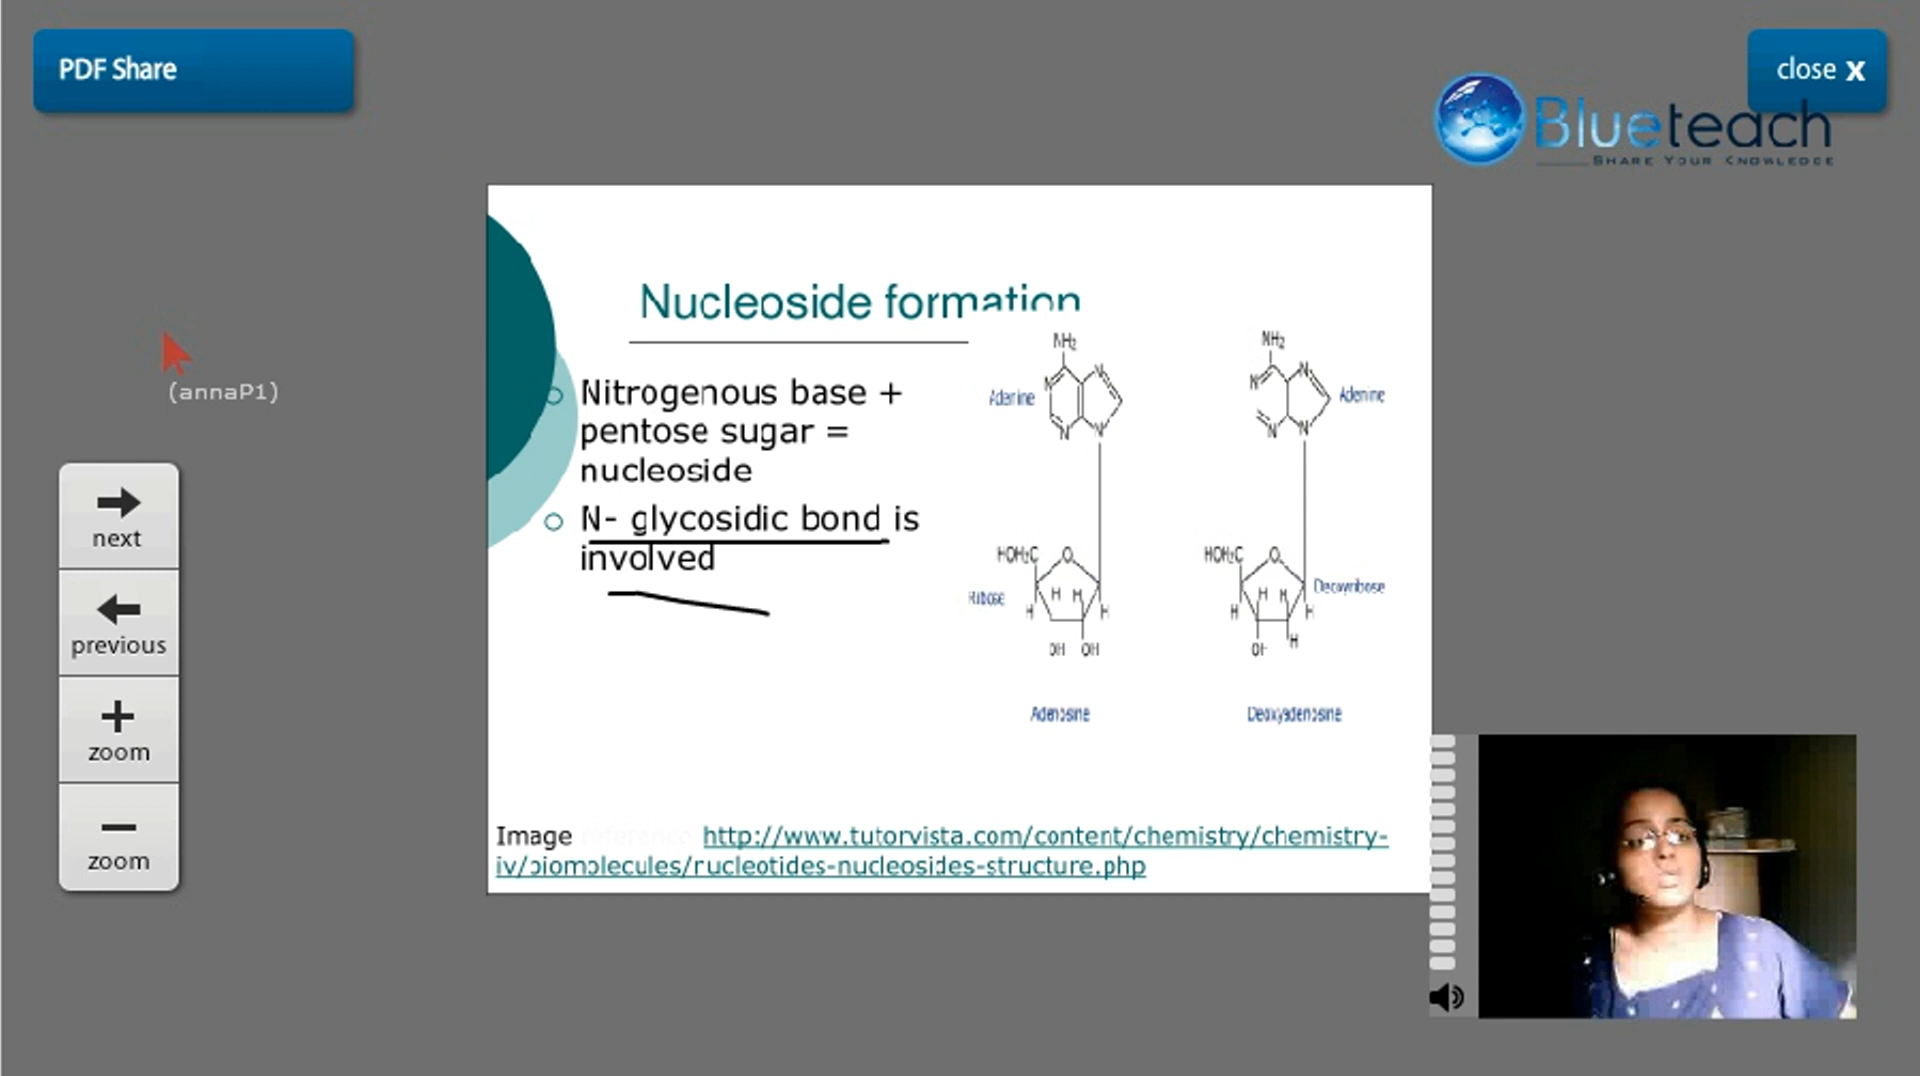 PDF Share
close X
Blueteach
SHARE YOUR KNOWLEDGE
(annaP1)
next
previous
zoom
zoom
Nucleoside formation
Nitrogenous base +
pentose sugar =
nucleoside
N- glycosidic bond is
involved
NH2
N
N
Adenine
N
N
HOH2C
O
Ribose
H
H
H
H
OH
OH
Adenosine
NH2
N
N
Adenine
N
N
HOH2C
O
Deoxyribose
H
H
H
H
OH
H
Deoxyadenosine
Image reference http://www.tutorvista.com/content/chemistry/chemistry-
iv/biomolecules/nucleotides-nucleosides-structure.php